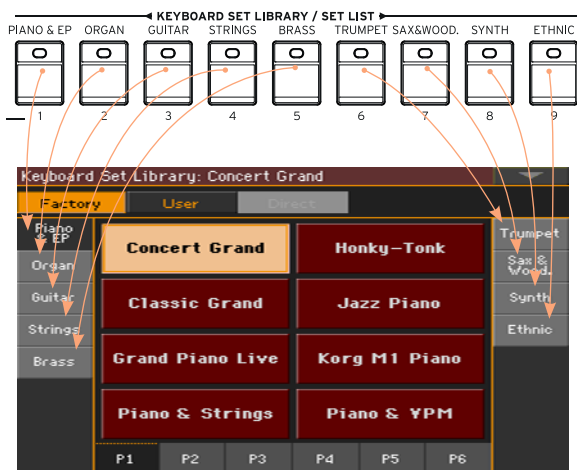 KEYBOARD SET LIBRARY / SET LIST
PIANO & EP ORGAN GUITAR STRINGS BRASS TRUMPET SAX&WOOD. SYNTH ETHNIC
1 2 3 4 5 6 7 8 9
Keyboard Set Library: Concert Grand
Factory User Direct
Piano & EP
Organ
Guitar
Strings
Brass
Concert Grand Honky-Tonk
Classic Grand Jazz Piano
Grand Piano Live Korg M1 Piano
Piano & Strings Piano & YPM
Trumpet
Sax & Wood.
Synth
Ethnic
P1 P2 P3 P4 P5 P6